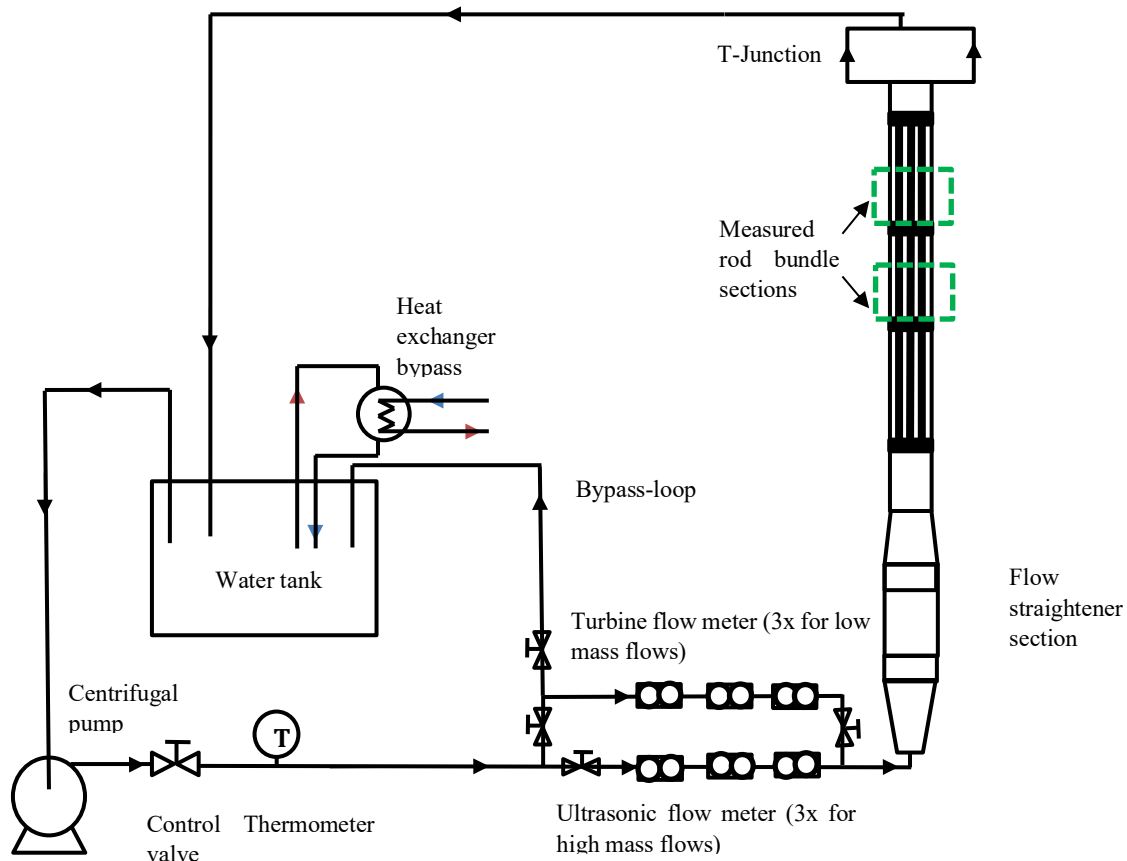 T-Junction
Measured
rod bundle
sections
Heat
exchanger
bypass
Bypass-loop
Water tank
Flow
straightener
section
Turbine flow meter (3x for low
mass flows)
Centrifugal
pump
T
Ultrasonic flow meter (3x for
high mass flows)
Control
valve
Thermometer